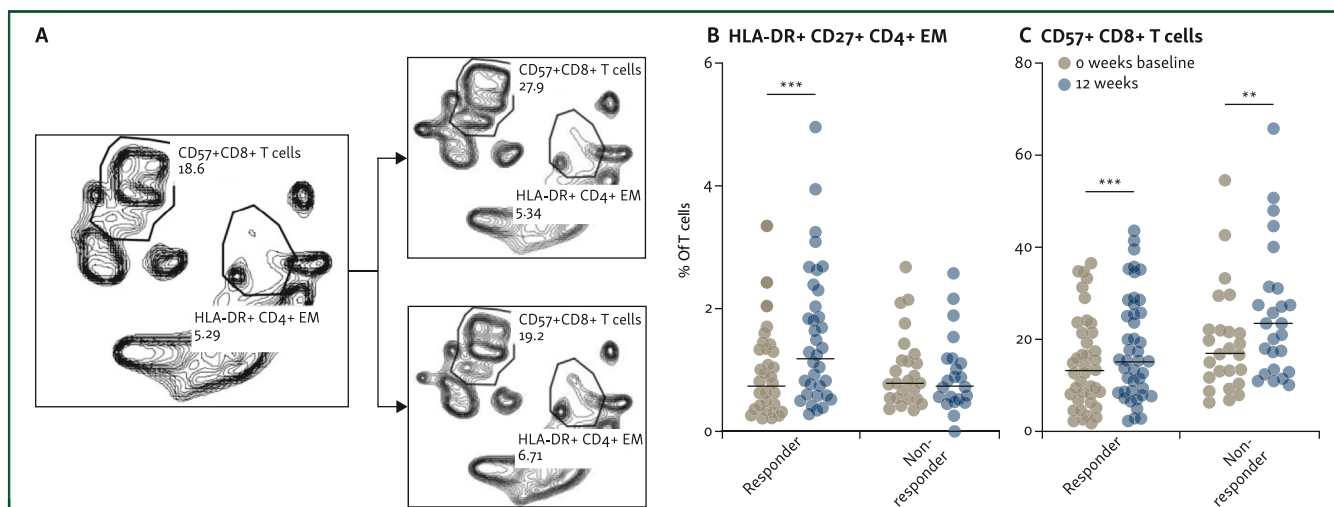 A
CD57+CD8+ T cells
18.6
HLA-DR+ CD4+ EM
5.29
CD57+CD8+ T cells
27.9
HLA-DR+ CD4+ EM
5.34
CD57+CD8+ T cells
19.2
HLA-DR+ CD4+ EM
6.71
B HLA-DR+ CD27+ CD4+ EM
% Of T cells
6
4
2
0
***
Responder
Non-
responder
C CD57+ CD8+ T cells
0 weeks baseline
12 weeks
80
60
40
20
0
***
**
Responder
Non-
responder